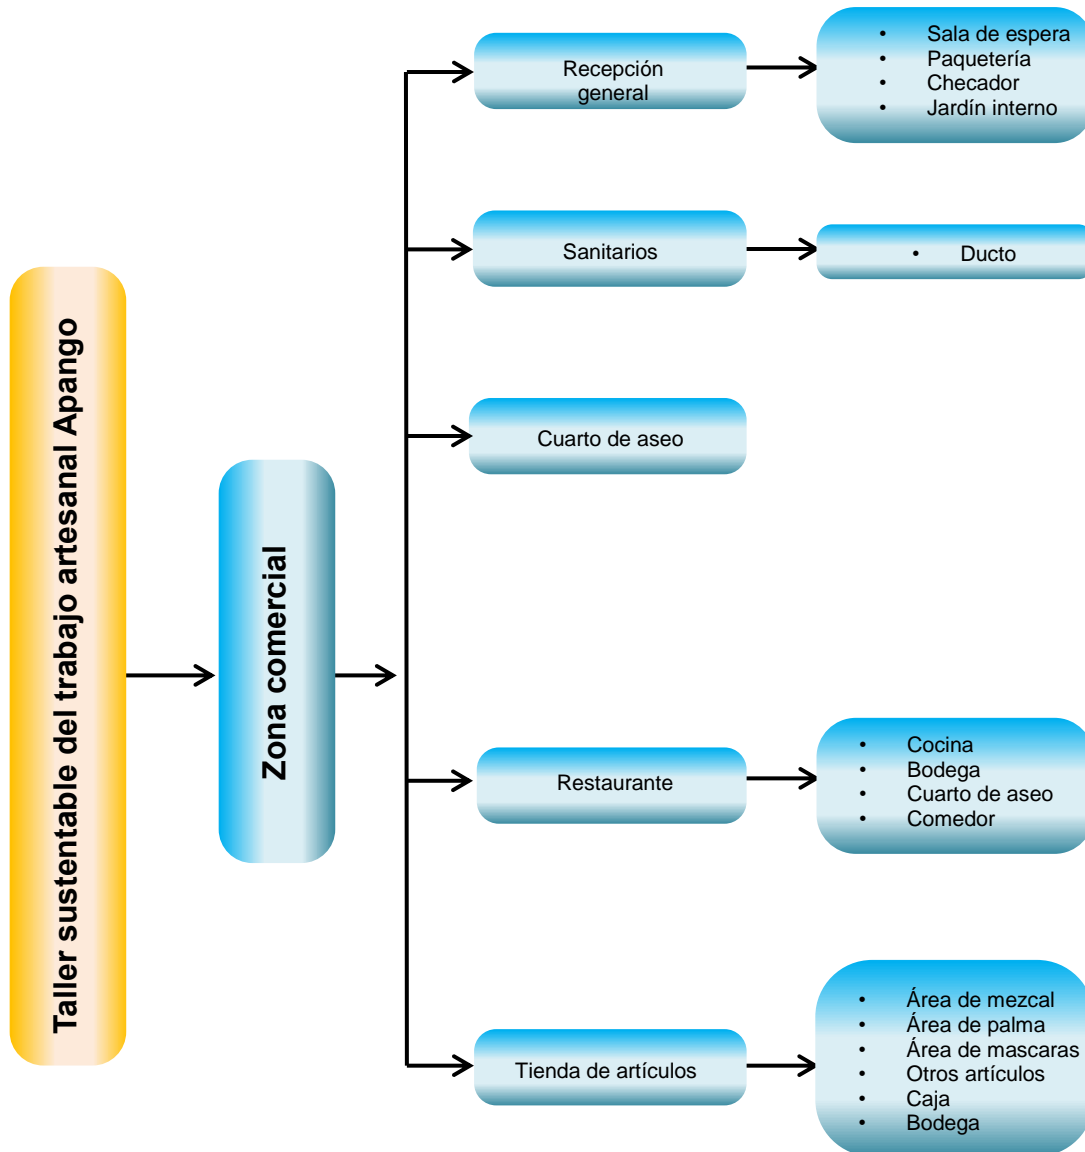 Taller sustentable del trabajo artesanal Apango
Zona comercial
Recepción
general
• Sala de espera
• Paquetería
• Checador
• Jardín interno
Sanitarios
• Ducto
Cuarto de aseo
Restaurante
• Cocina
• Bodega
• Cuarto de aseo
• Comedor
Tienda de artículos
• Área de mezcal
• Área de palma
• Área de mascaras
• Otros artículos
• Caja
• Bodega